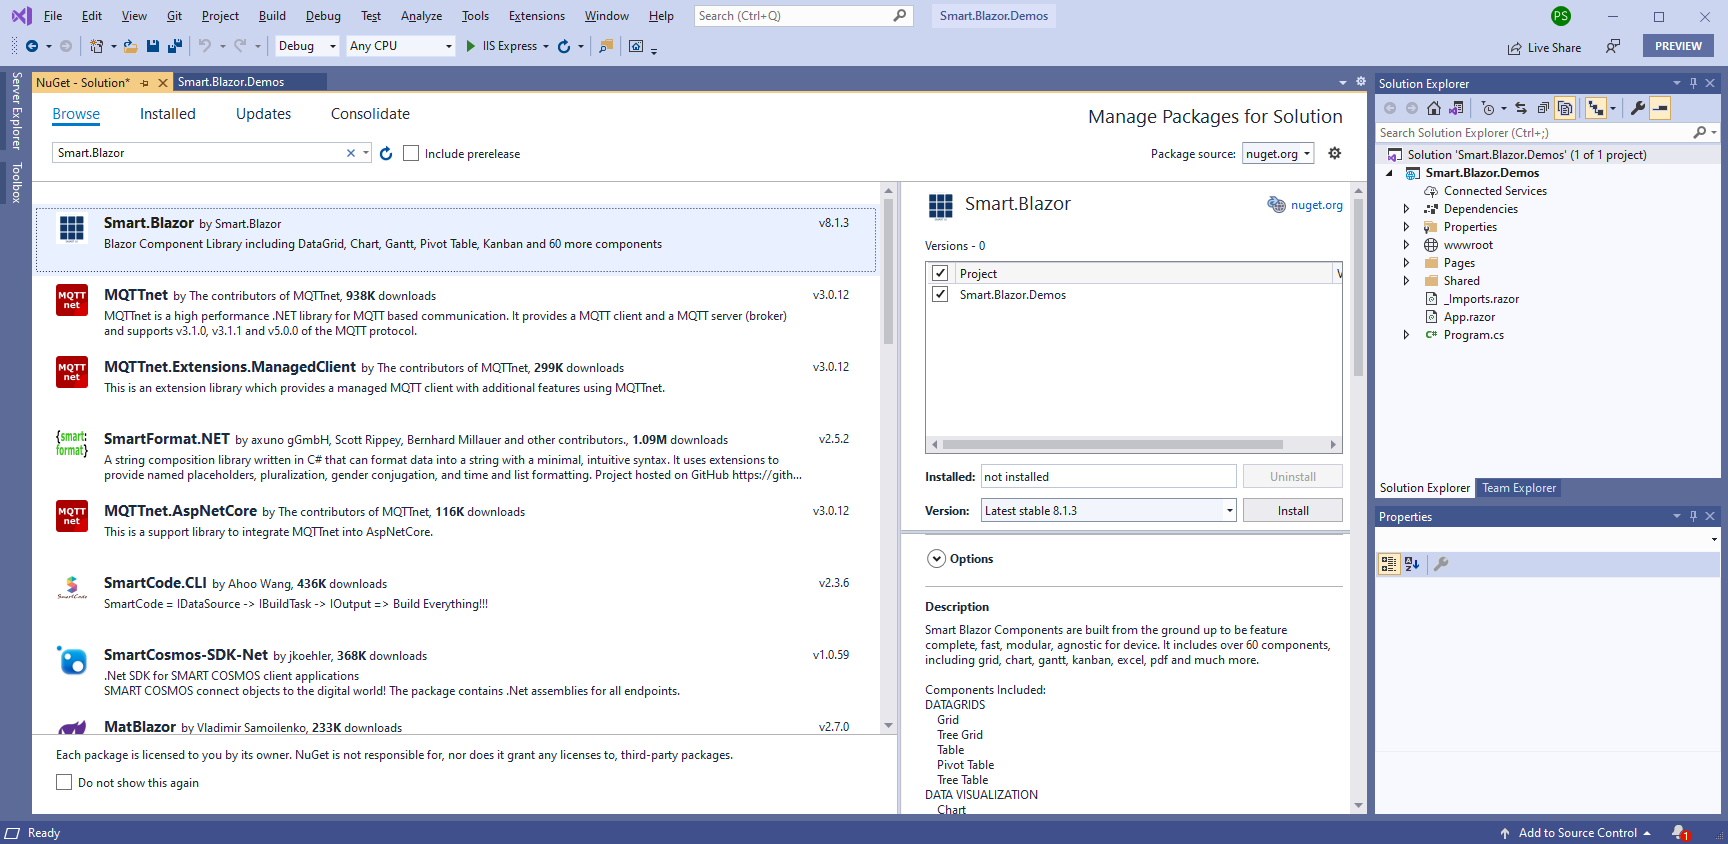 File Edit View Git Project Build Debug Test Analyze Tools Extensions Window Help Search (Ctrl+Q) Smart.Blazor.Demos PS
Debug Any CPU IIS Express Live Share PREVIEW
Server Explorer
Toolbox
NuGet - Solution* Smart.Blazor.Demos
Browse Installed Updates Consolidate
Manage Packages for Solution
Smart.Blazor Include prerelease
Package source: nuget.org
Smart.Blazor by Smart.Blazor v8.1.3
Blazor Component Library including DataGrid, Chart, Gantt, Pivot Table, Kanban and 60 more components
MQTT
net
MQTTnet by The contributors of MQTTnet, 938K downloads v3.0.12
MQTTnet is a high performance .NET library for MQTT based communication. It provides a MQTT client and a MQTT server (broker)
and supports v3.1.0, v3.1.1 and v5.0.0 of the MQTT protocol.
MQTT
net
MQTTnet.Extensions.ManagedClient by The contributors of MQTTnet, 299K downloads v3.0.12
This is an extension library which provides a managed MQTT client with additional features using MQTTnet.
{smart:
format}
SmartFormat.NET by axuno gGmbH, Scott Rippey, Bernhard Millauer and other contributors., 1.09M downloads v2.5.2
A string composition library written in C# that can format data into a string with a minimal, intuitive syntax. It uses extensions to
provide named placeholders, pluralization, gender conjugation, and time and list formatting. Project hosted on GitHub https://gith...
MQTT
net
MQTTnet.AspNetCore by The contributors of MQTTnet, 116K downloads v3.0.12
This is a support library to integrate MQTTnet into AspNetCore.
SmartCode
SmartCode.CLI by Ahoo Wang, 436K downloads v2.3.6
SmartCode = IDataSource -> IBuildTask -> IOutput => Build Everything!!!
SmartCosmos-SDK-Net by jkoehler, 368K downloads v1.0.59
.Net SDK for SMART COSMOS client applications
SMART COSMOS connect objects to the digital world! The package contains .Net assemblies for all endpoints.
MatBlazor by Vladimir Samoilenko, 233K downloads v2.7.0
Each package is licensed to you by its owner. NuGet is not responsible for, nor does it grant any licenses to, third-party packages.
Do not show this again
Smart.Blazor nuget.org
Versions - 0
Project V
Smart.Blazor.Demos
Installed: not installed Uninstall
Version: Latest stable 8.1.3 Install
Options
Description
Smart Blazor Components are built from the ground up to be feature
complete, fast, modular, agnostic for device. It includes over 60 components,
including grid, chart, gantt, kanban, excel, pdf and much more.
Components Included:
DATAGRIDS
Grid
Tree Grid
Table
Pivot Table
Tree Table
DATA VISUALIZATION
Chart
Solution Explorer
Search Solution Explorer (Ctrl+;)
Solution 'Smart.Blazor.Demos' (1 of 1 project)
Smart.Blazor.Demos
Connected Services
Dependencies
Properties
wwwroot
Pages
Shared
_Imports.razor
App.razor
C# Program.cs
Solution Explorer Team Explorer
Properties
Ready Add to Source Control 1